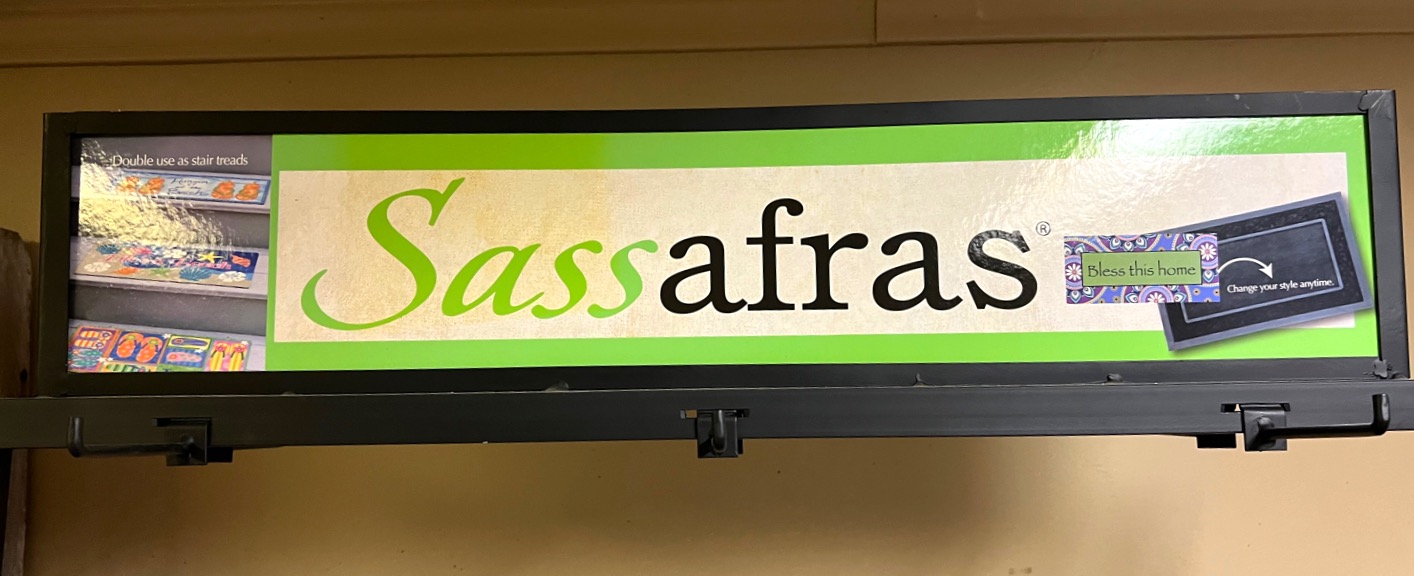 Double use as stair treads
Sassafras®
Bless this home
Change your style anytime.